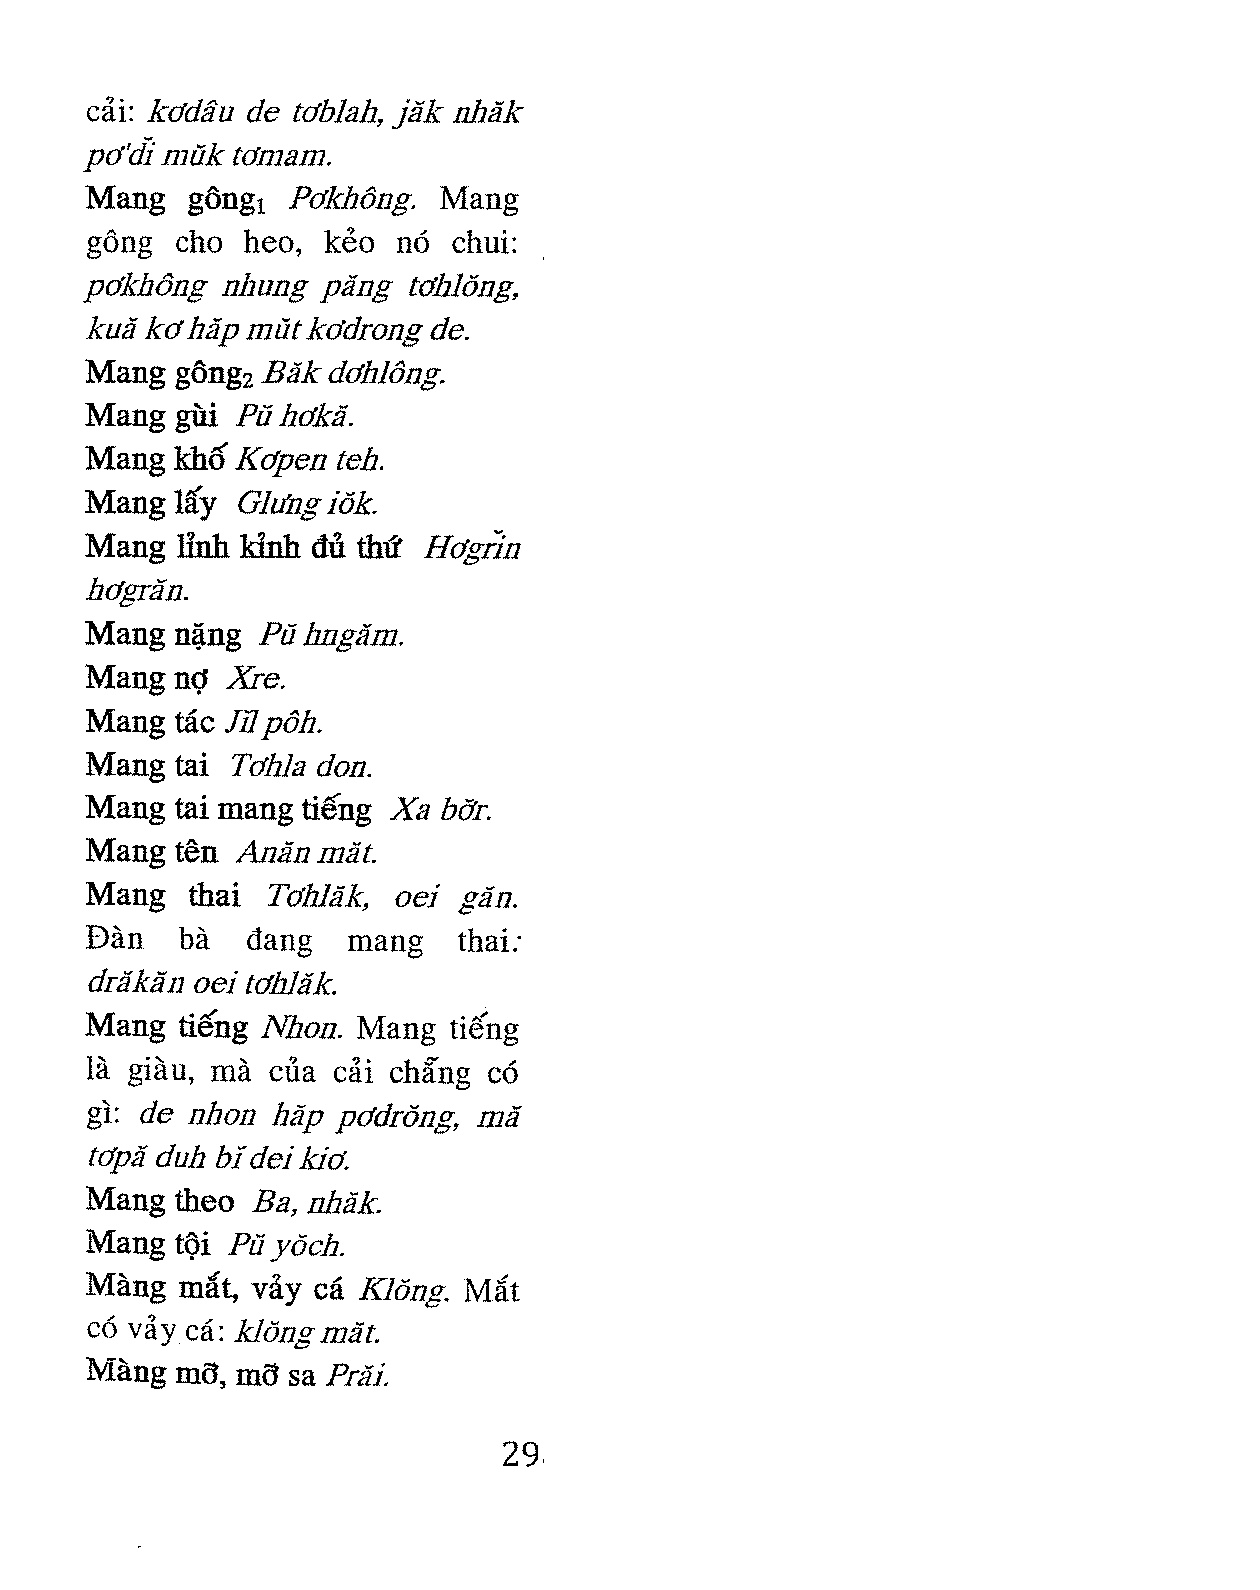 cải: kơdâu de tơblah, jăk nhăk
pơ'dĭ mŭk tơmam.
Mang gông₁ Pơkhông. Mang
gông cho heo, kẻo nó chui:
pơkhông nhung păng tơhlŏng,
kuă kơ hăp mŭt kơdrong de.
Mang gông₂ Băk dơhlông.
Mang gùi Pŭ hơkă.
Mang khố Kơpen teh.
Mang lấy Glưng iŏk.
Mang lỉnh kỉnh đủ thứ Hơgrĭn
hơgrăn.
Mang nặng Pŭ hngăm.
Mang nợ Xre.
Mang tác Jĭl pôh.
Mang tai Tơhla don.
Mang tai mang tiếng Xa bơ̆r.
Mang tên Anăn măt.
Mang thai Tơhlăk, oei găn.
Đàn bà đang mang thai:
drăkăn oei tơhlăk.
Mang tiếng Nhon. Mang tiếng
là giàu, mà của cải chẵng có
gì: de nhon hăp pơdrŏng, mă
tơpă duh bĭ dei kiơ.
Mang theo Ba, nhăk.
Mang tội Pŭ yŏch.
Màng mắt, vảy cá Klŏng. Mắt
có vảy cá: klŏng măt.
Màng mỡ, mỡ sa Prăi.
29